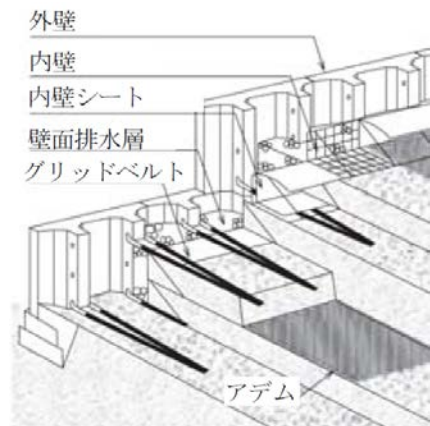 外壁
内壁
内壁シート
壁面排水層
グリッドベルト
アデム